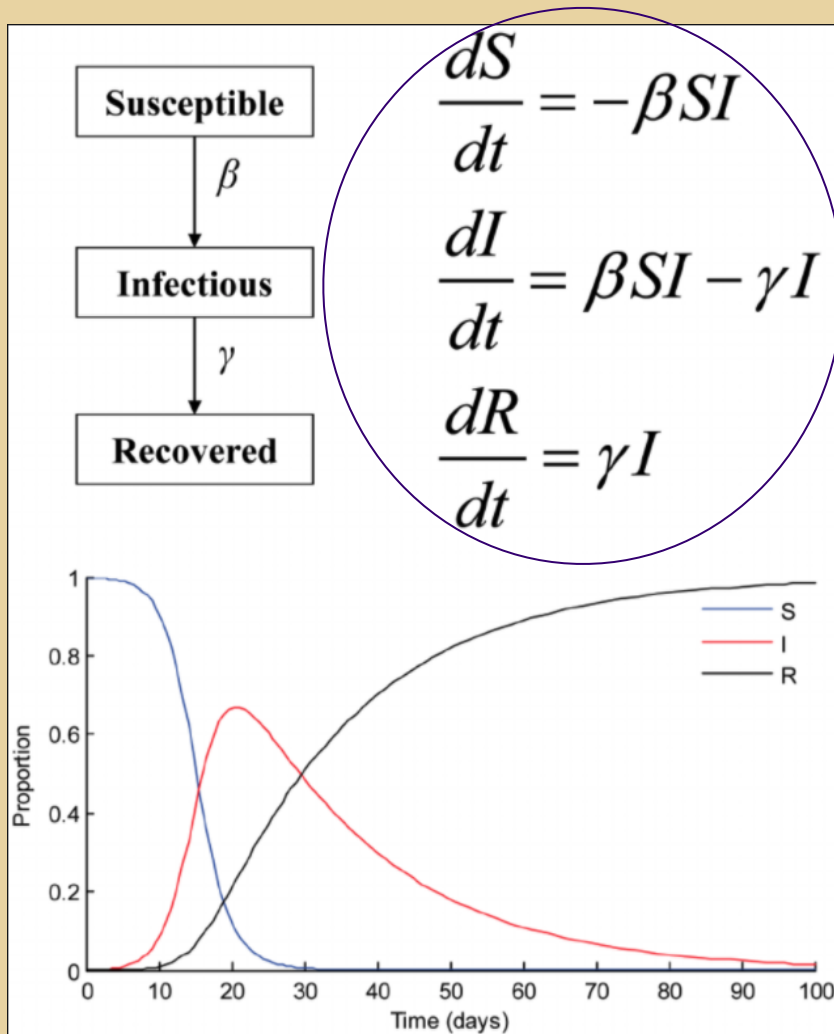 Susceptible
β
Infectious
γ
Recovered
dS/dt = -βSI
dI/dt = βSI - γI
dR/dt = γI
1
0.8
0.6
0.4
0.2
0
Proportion
S
I
R
0 10 20 30 40 50 60 70 80 90 100
Time (days)